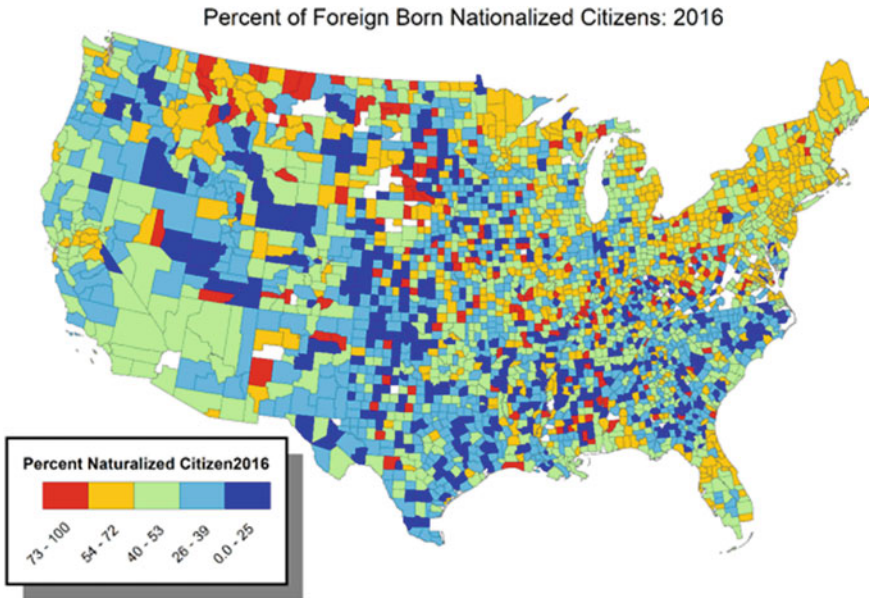 Percent of Foreign Born Nationalized Citizens: 2016
Percent Naturalized Citizen2016
73 - 100
54 - 72
40 - 53
26 - 39
0.0 - 25